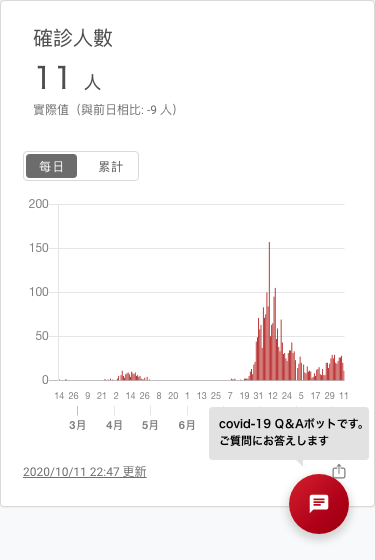 確診人數
11 人
實際值（與前日相比: -9 人）
每日 累計
200
150
100
50
0
14 26 9 21 2 14 26 8 20 1 13 25 7 19 31 12 24 5 17 29 11
3月 4月 5月 6月
covid-19 Q&Aボットです。
ご質問にお答えします
2020/10/11 22:47 更新